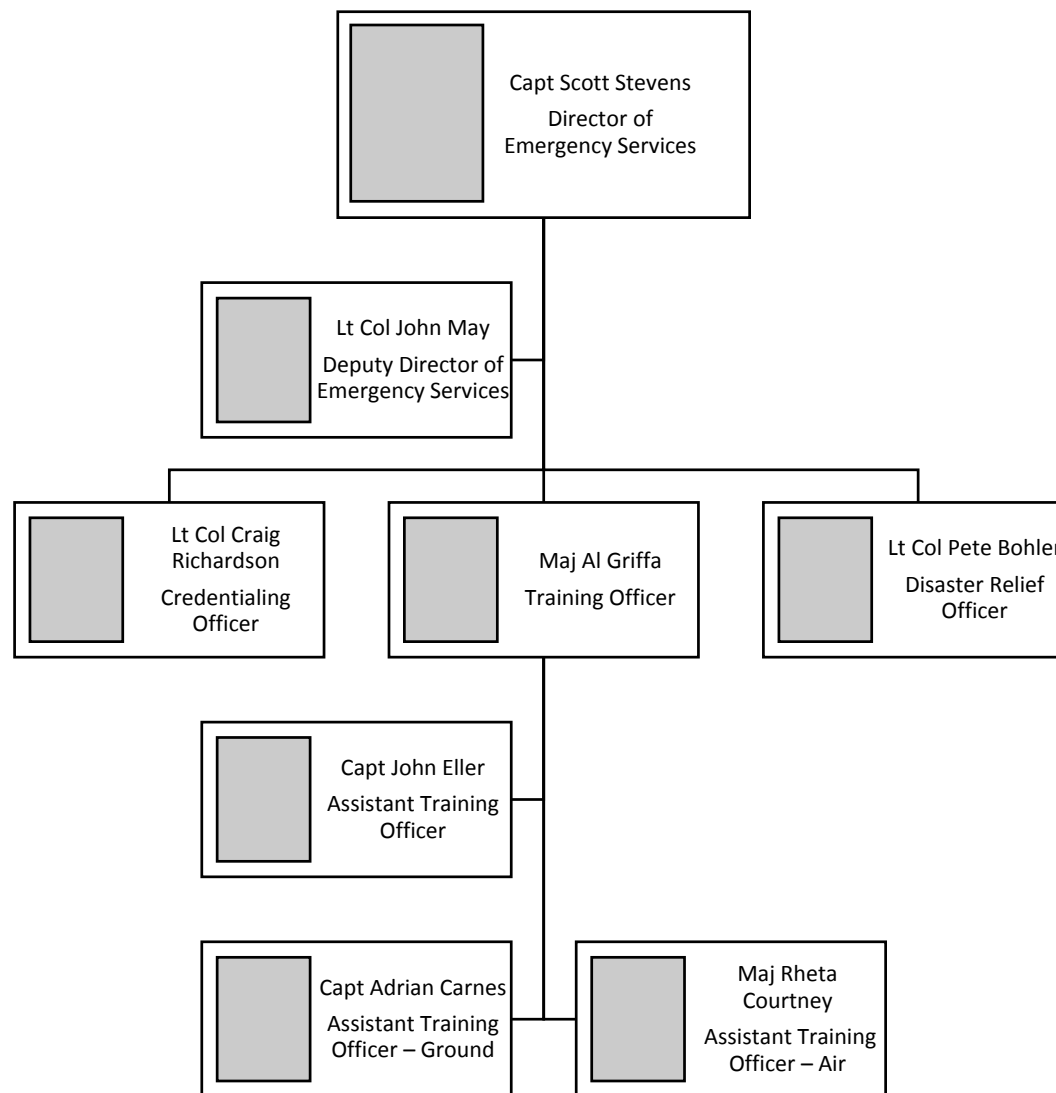 Capt Scott Stevens
Director of
Emergency Services
Lt Col John May
Deputy Director of
Emergency Services
Lt Col Craig
Richardson
Credentialing
Officer
Maj Al Griffa
Training Officer
Lt Col Pete Bohler
Disaster Relief
Officer
Capt John Eller
Assistant Training
Officer
Capt Adrian Carnes
Assistant Training
Officer – Ground
Maj Rheta
Courtney
Assistant Training
Officer – Air